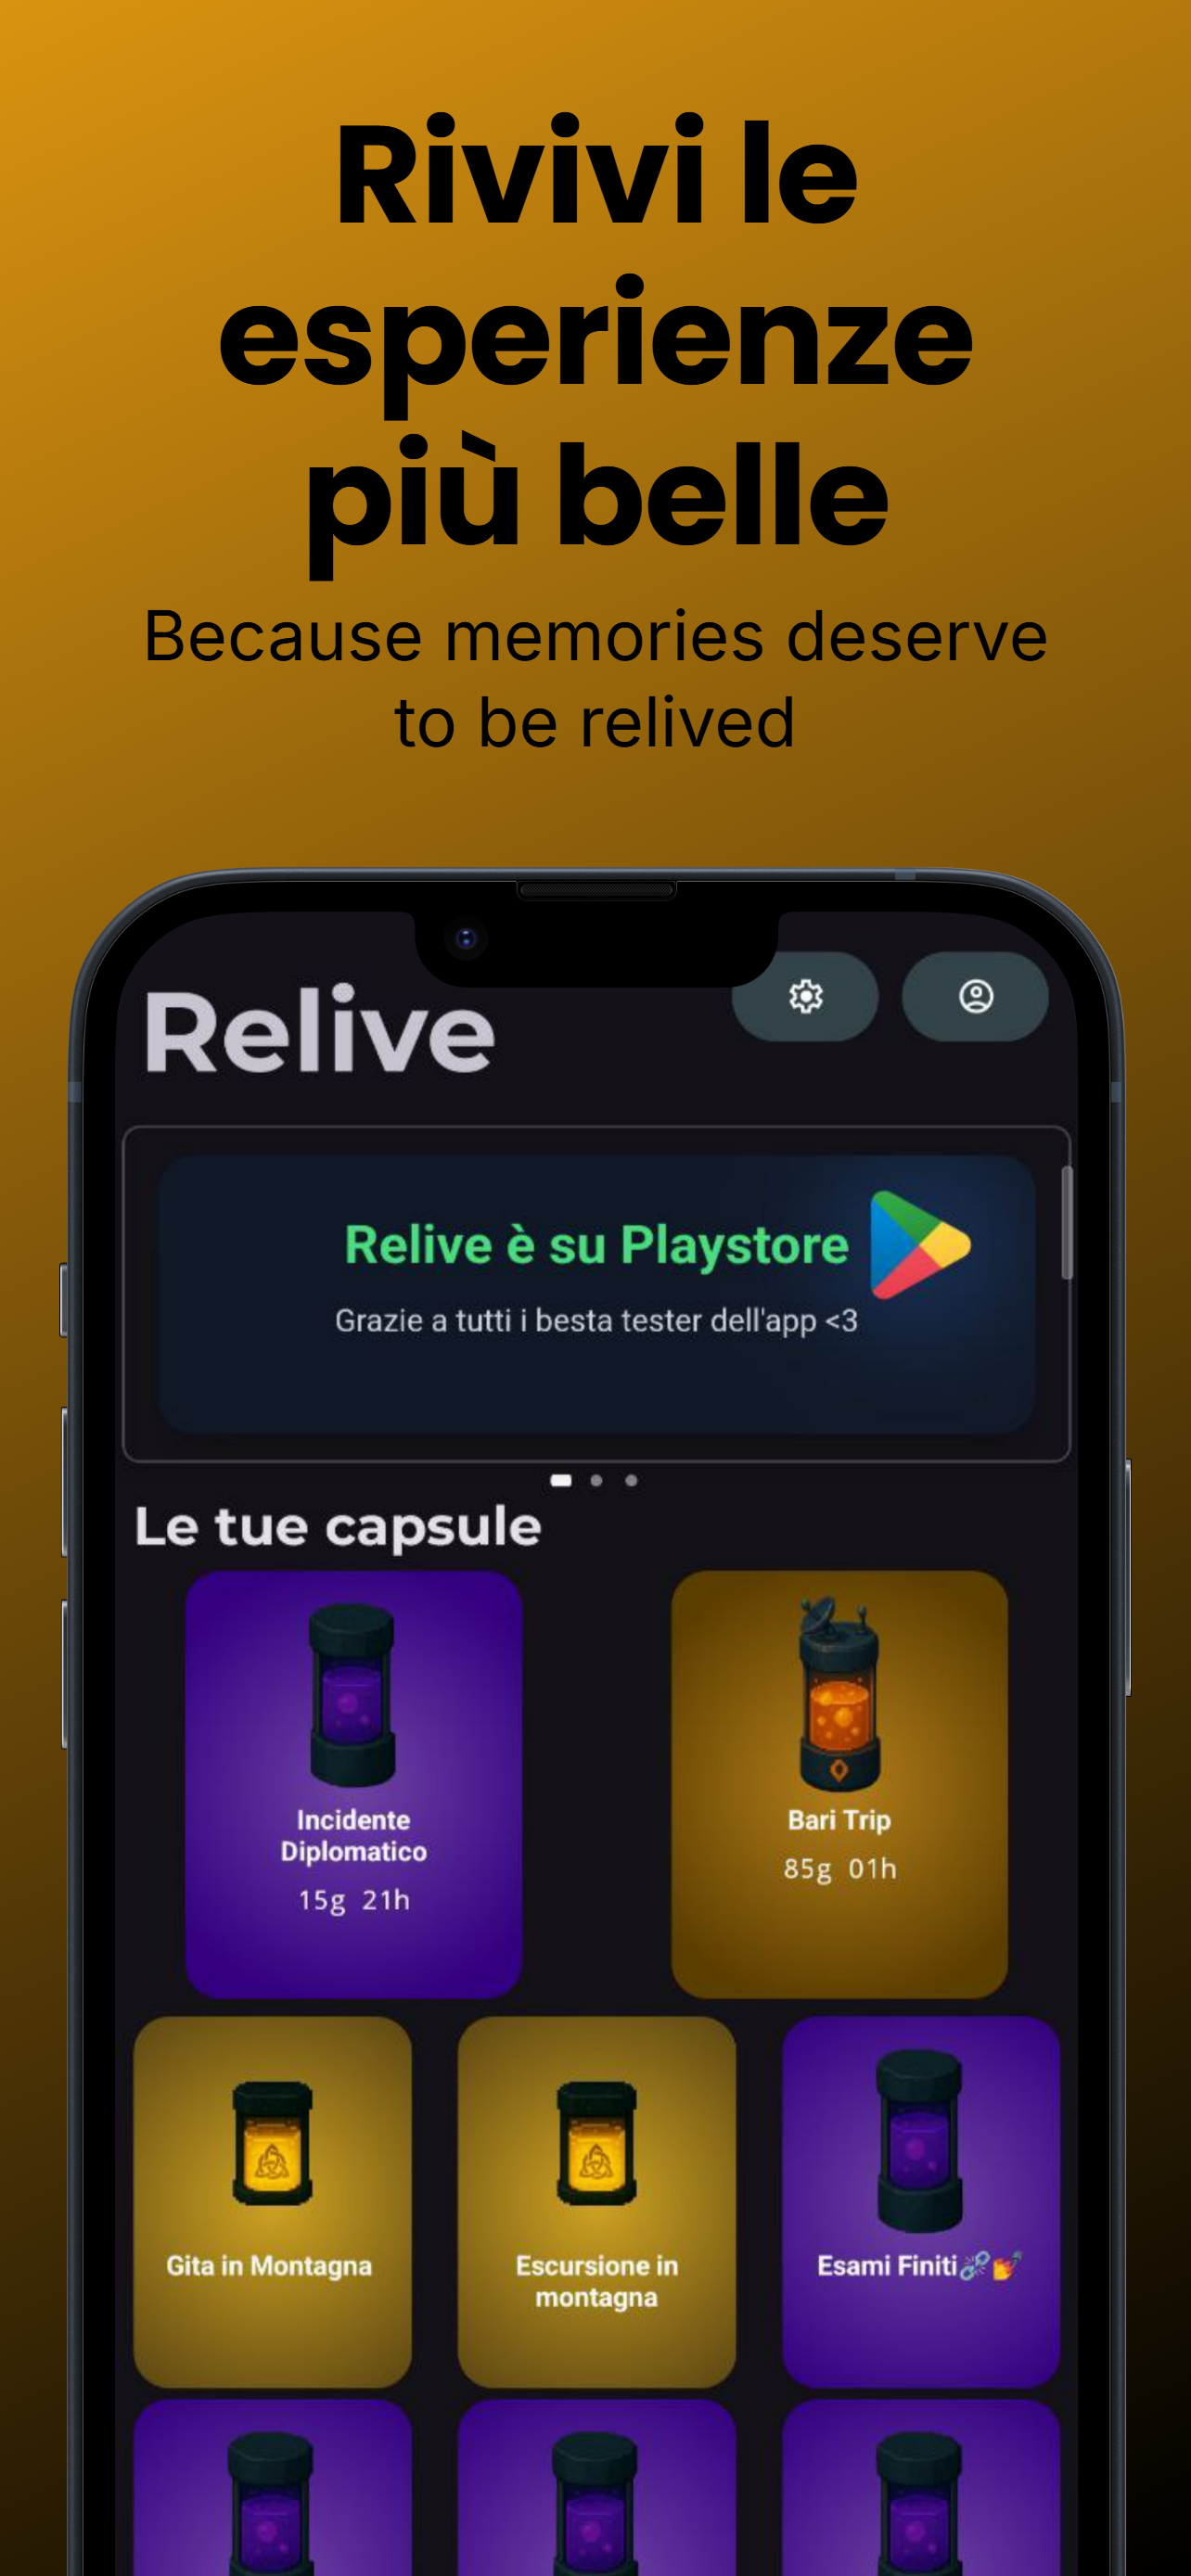 Rivivi le
esperienze
più belle
Because memories deserve
to be relived
Relive
Relive è su Playstore
Grazie a tutti i besta tester dell'app <3
Le tue capsule
Incidente
Diplomatico
15g 21h
Bari Trip
85g 01h
Gita in Montagna
Escursione in
montagna
Esami Finiti⛓️‍💥💅